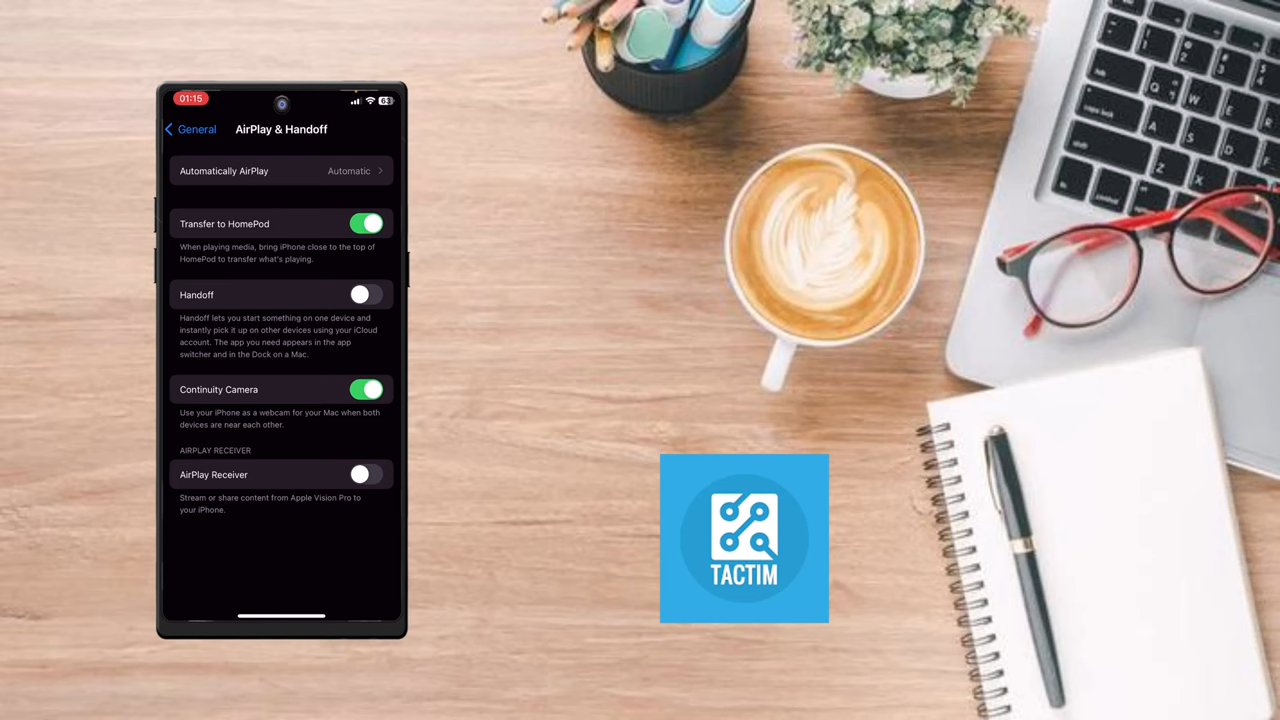 01:15
General
AirPlay & Handoff
Automatically AirPlay
Automatic
Transfer to HomePod
When playing media, bring iPhone close to the top of
HomePod to transfer what's playing.
Handoff
Handoff lets you start something on one device and
instantly pick it up on other devices using your iCloud
account. The app you need appears in the app
switcher and in the Dock on a Mac.
Continuity Camera
Use your iPhone as a webcam for your Mac when both
devices are near each other.
AIRPLAY RECEIVER
AirPlay Receiver
Stream or share content from Apple Vision Pro to
your iPhone.
TACTIM